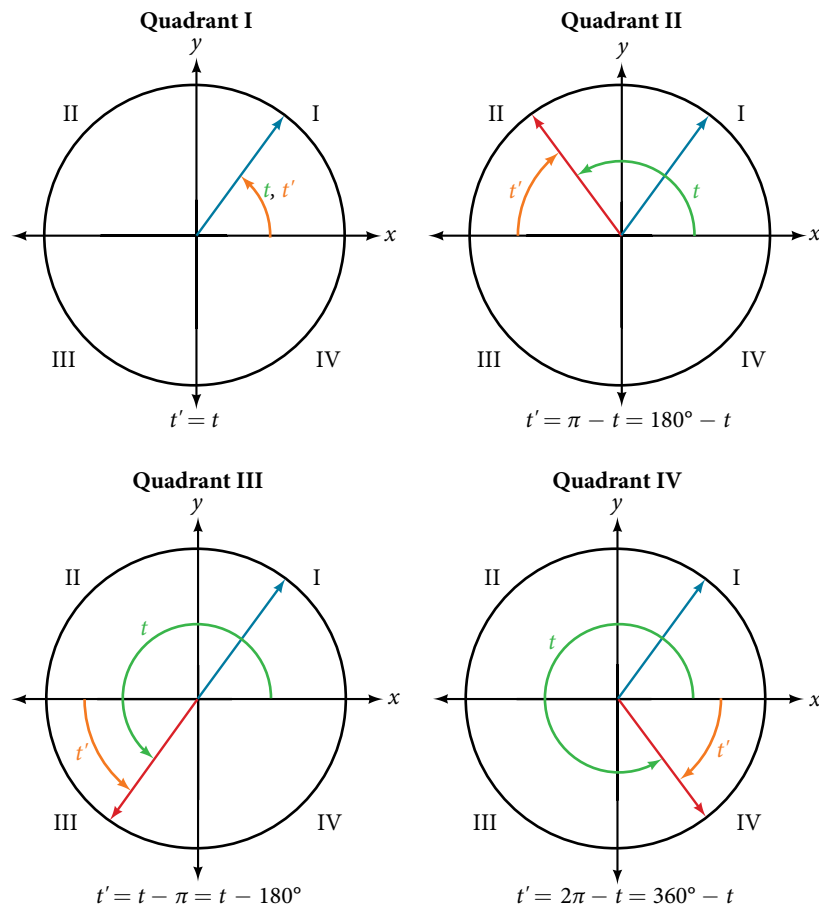 Quadrant I
y
II
I
t, t′
x
III
IV
t′ = t
Quadrant II
y
II
I
t′
t
x
III
IV
t′ = π − t = 180° − t
Quadrant III
y
II
I
t
x
t′
III
IV
t′ = t − π = t − 180°
Quadrant IV
y
II
I
t
x
t′
III
IV
t′ = 2π − t = 360° − t